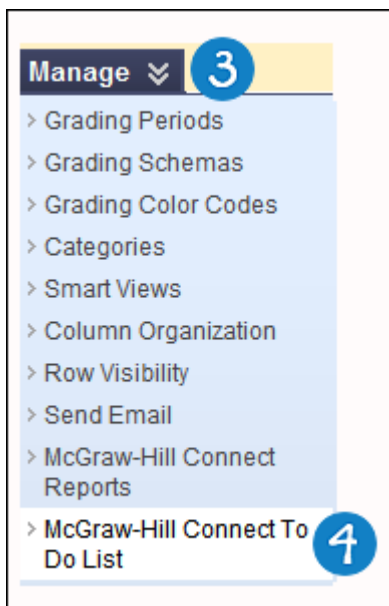 Manage 3
Grading Periods
Grading Schemas
Grading Color Codes
Categories
Smart Views
Column Organization
Row Visibility
Send Email
McGraw-Hill Connect
Reports
McGraw-Hill Connect To
Do List 4